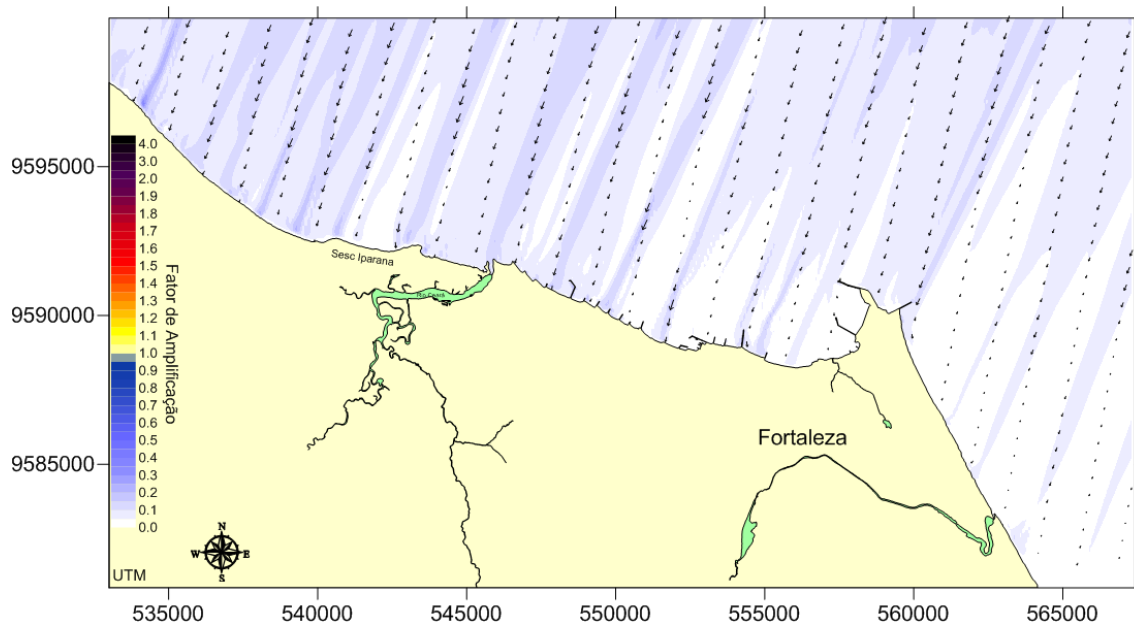 9595000
9590000
9585000
4.0
3.0
2.0
1.9
1.8
1.7
1.6
1.5
1.4
1.3
1.2
1.1
1.0
0.9
0.8
0.7
0.6
0.5
0.4
0.3
0.2
0.1
0.0
Fator de Amplificação
Sesc Iparana
Rio Ceará
Fortaleza
N
W E
S
UTM
535000 540000 545000 550000 555000 560000 565000